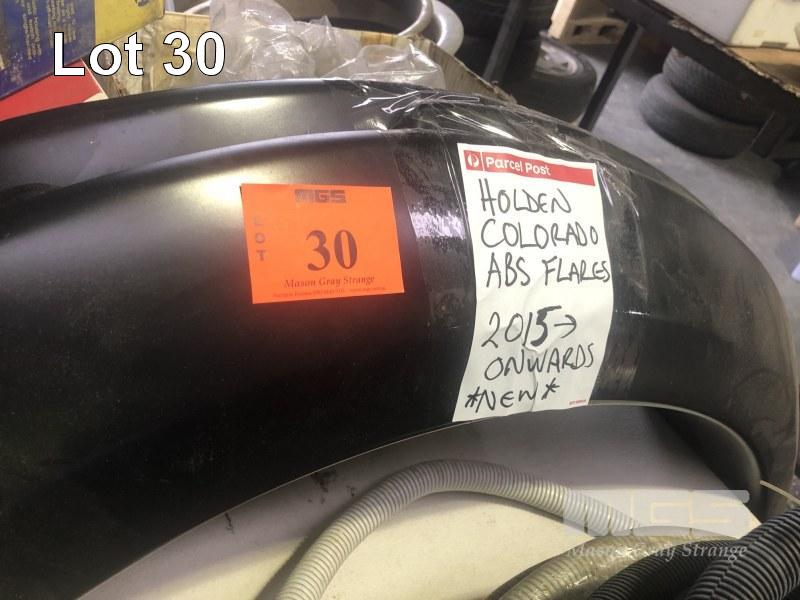 Lot 30
MGS
LOT
30
Mason Gray Strange
Parcel Post
HOLDEN
COLORADO
ABS FLARES
2015→
ONWARDS
*NEW*
MGS
Mason Gray Strange